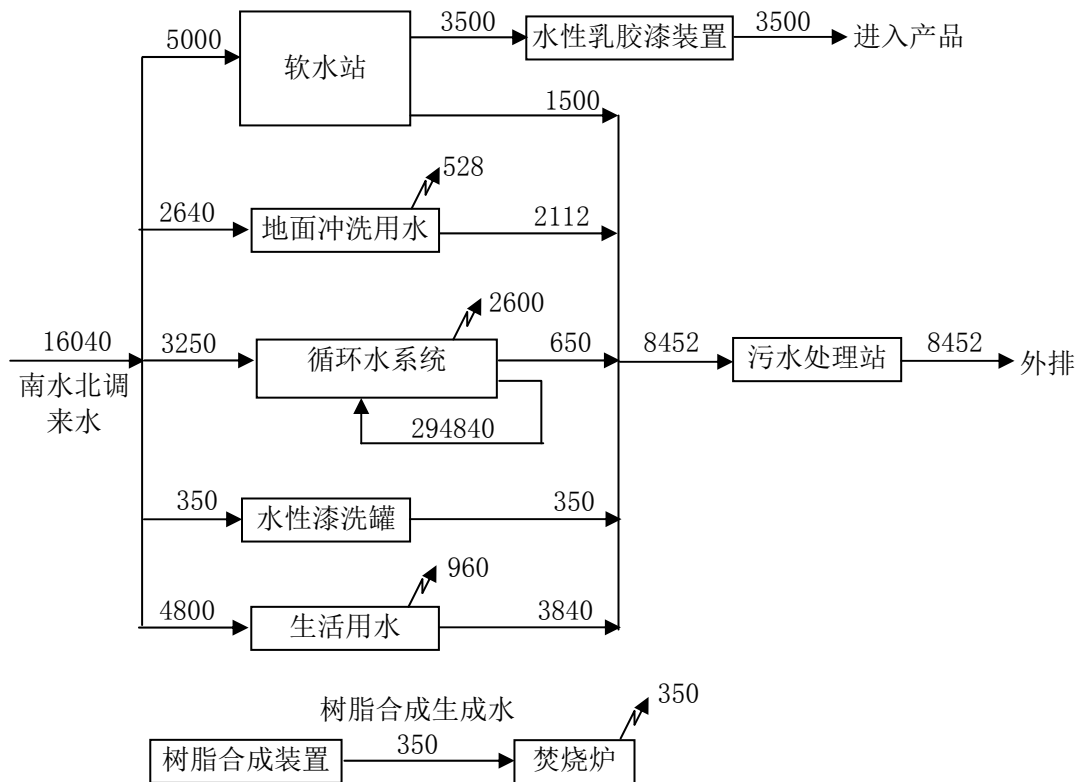 5000
软水站
3500
水性乳胶漆装置
3500
进入产品
1500
528
2640
地面冲洗用水
2112
2600
16040
3250
循环水系统
650
8452
污水处理站
8452
外排
南水北调
来水
294840
350
水性漆洗罐
350
960
4800
生活用水
3840
350
树脂合成生成水
树脂合成装置
350
焚烧炉